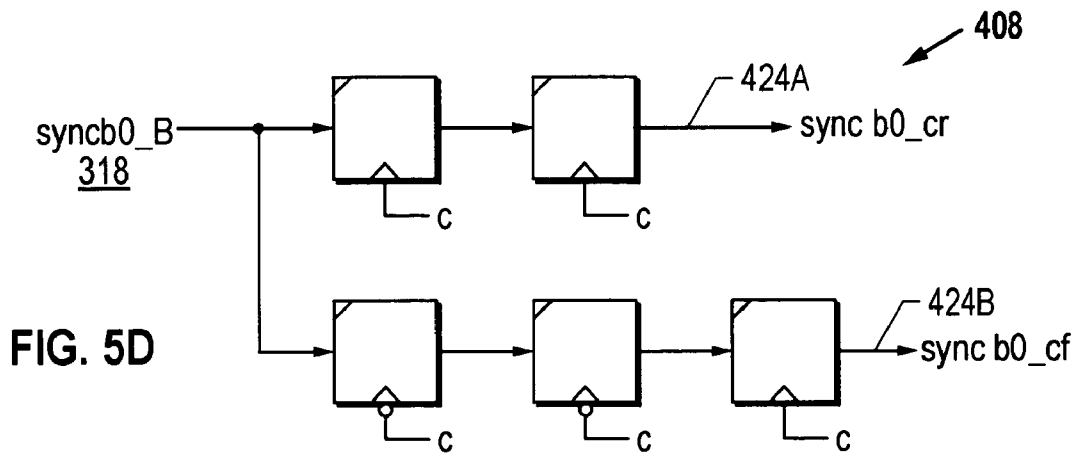 408
424A
syncb0_B
318
sync b0_cr
c
c
424B
FIG. 5D
sync b0_cf
c
c
c